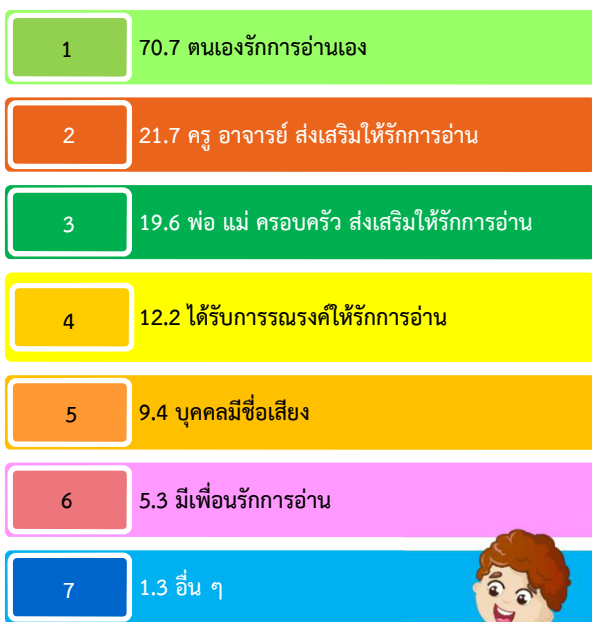 1 70.7 ตนเองรักการอ่านเอง
2 21.7 ครู อาจารย์ ส่งเสริมให้รักการอ่าน
3 19.6 พ่อ แม่ ครอบครัว ส่งเสริมให้รักการอ่าน
4 12.2 ได้รับการรณรงค์ให้รักการอ่าน
5 9.4 บุคคลมีชื่อเสียง
6 5.3 มีเพื่อนรักการอ่าน
7 1.3 อื่น ๆ